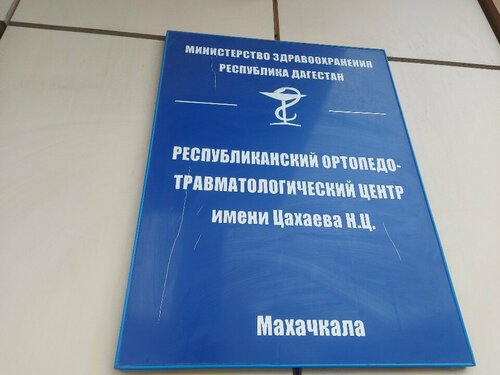 МИНИСТЕРСТВО ЗДРАВООХРАНЕНИЯ
РЕСПУБЛИКА ДАГЕСТАН
РЕСПУБЛИКАНСКИЙ ОРТОПЕДО-
ТРАВМАТОЛОГИЧЕСКИЙ ЦЕНТР
имени Цахаева Н.Ц.
Махачкала